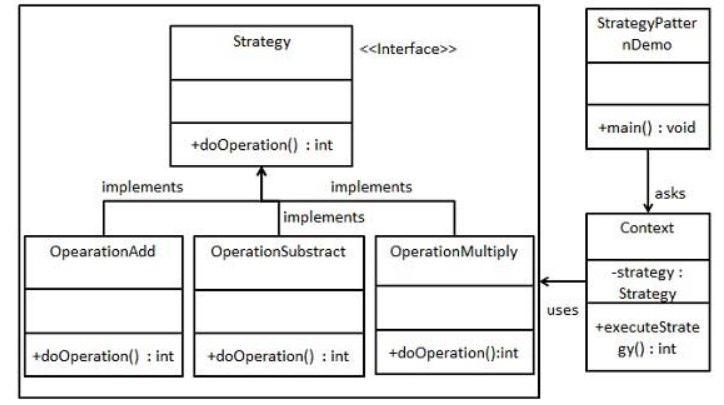 Strategy
<<Interface>>
+doOperation() : int
implements
implements
implements
OpearationAdd
+doOperation() : int
OperationSubstract
+doOperation() : int
OperationMultiply
+doOperation():int
StrategyPatter
nDemo
+main() : void
asks
Context
-strategy :
Strategy
+executeStrate
gy() : int
uses